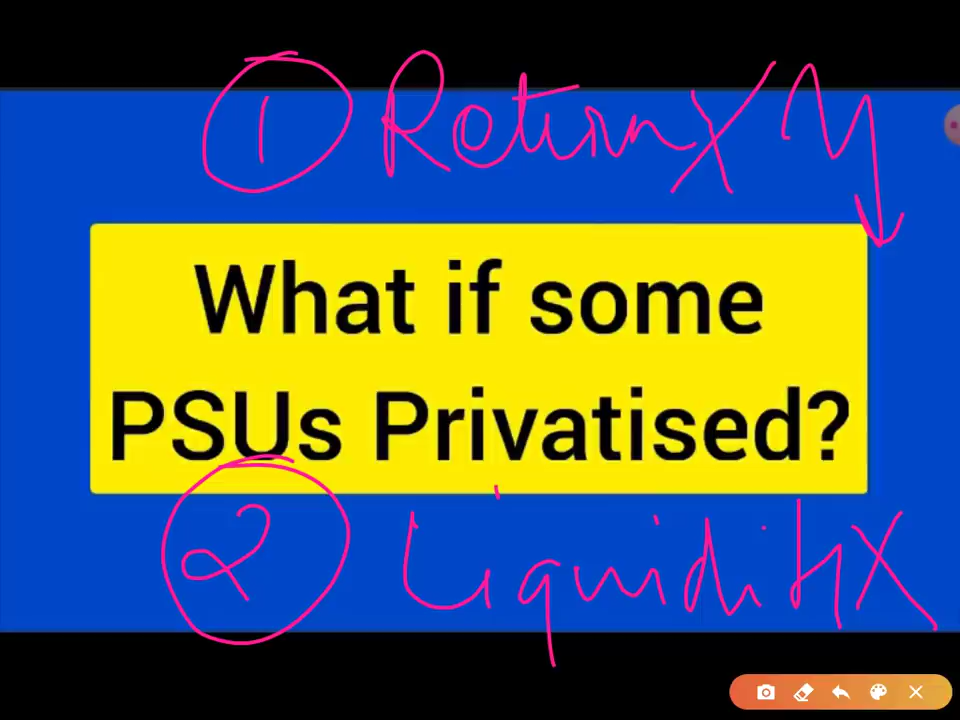 ① Return X y ↓
What if some
PSUs Privatised?
② Liquidity X